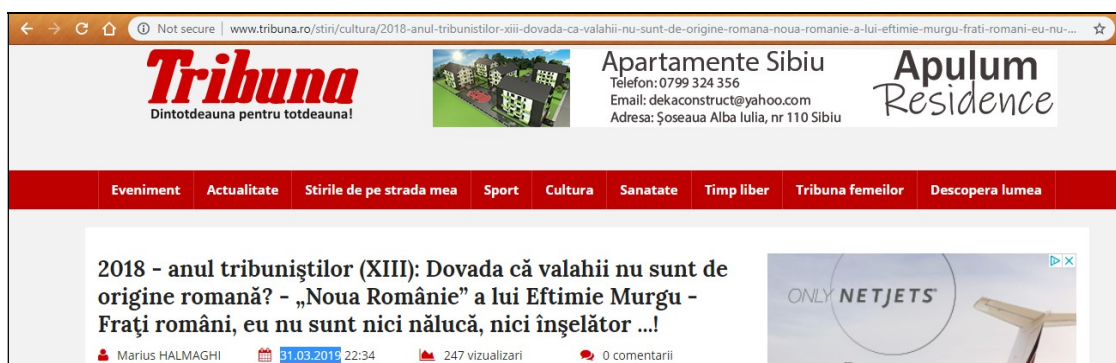 Not secure | www.tribuna.ro/stiri/cultura/2018-anul-tribunistilor-xiii-dovada-ca-valahii-nu-sunt-de-origine-romana-noua-romanie-a-lui-eftimie-murgu-frati-romani-eu-nu-...
Tribuna
Dintotdeauna pentru totdeauna!
Apartamente Sibiu
Telefon: 0799 324 356
Email: dekaconstruct@yahoo.com
Adresa: Șoseaua Alba Iulia, nr 110 Sibiu
Apulum
Residence
Eveniment Actualitate Stirile de pe strada mea Sport Cultura Sanatate Timp liber Tribuna femeilor Descopera lumea
2018 - anul tribuniştilor (XIII): Dovada că valahii nu sunt de
origine romană? - „Noua Românie” a lui Eftimie Murgu -
Fraţi români, eu nu sunt nici nălucă, nici înşelător ...!
Marius HALMAGHI 31.03.2019 22:34 247 vizualizari 0 comentarii
ONLY NETJETS